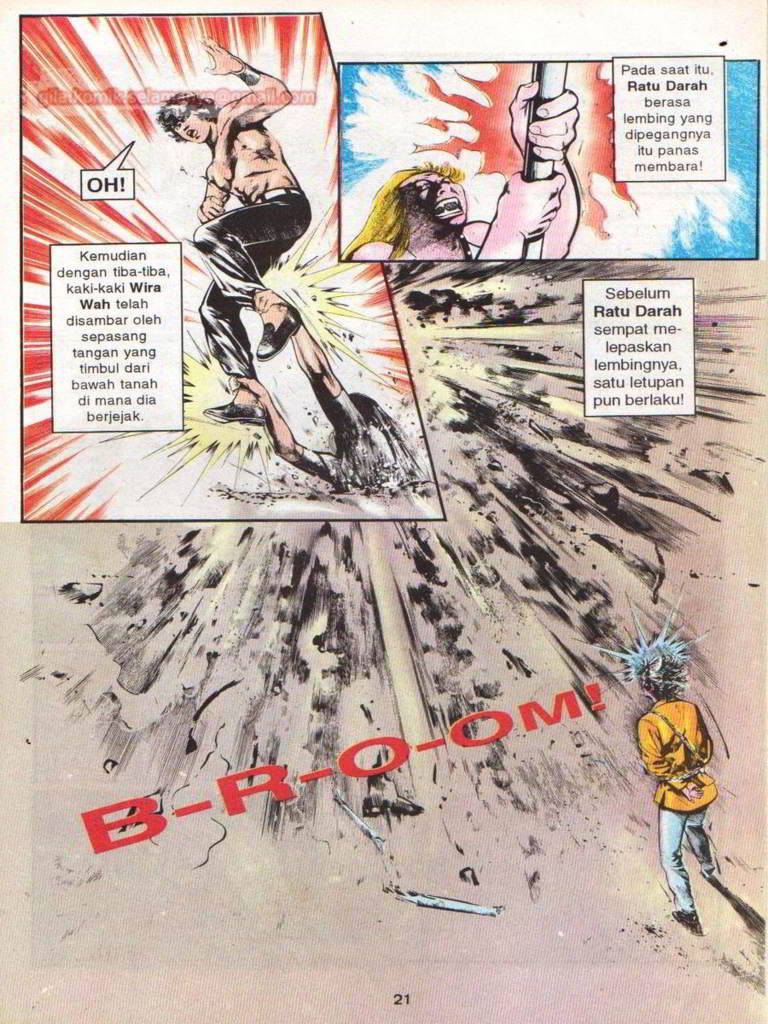 OH!
Kemudian
dengan tiba-tiba,
kaki-kaki Wira
Wah telah
disambar oleh
sepasang
tangan yang
timbul dari
bawah tanah
di mana dia
berjejak.
Pada saat itu,
Ratu Darah
berasa
lembing yang
dipegangnya
itu panas
membara!
Sebelum
Ratu Darah
sempat me-
lepaskan
lembingnya,
satu letupan
pun berlaku!
B-R-O-OM!
21